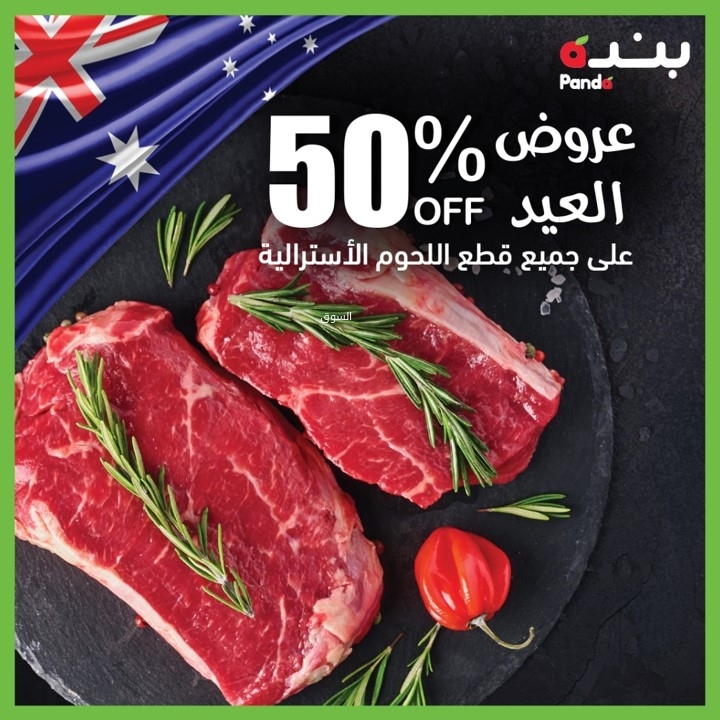 بنده
Panda
عروض
العيد
50%
OFF
على جميع قطع اللحوم الأسترالية
السوق